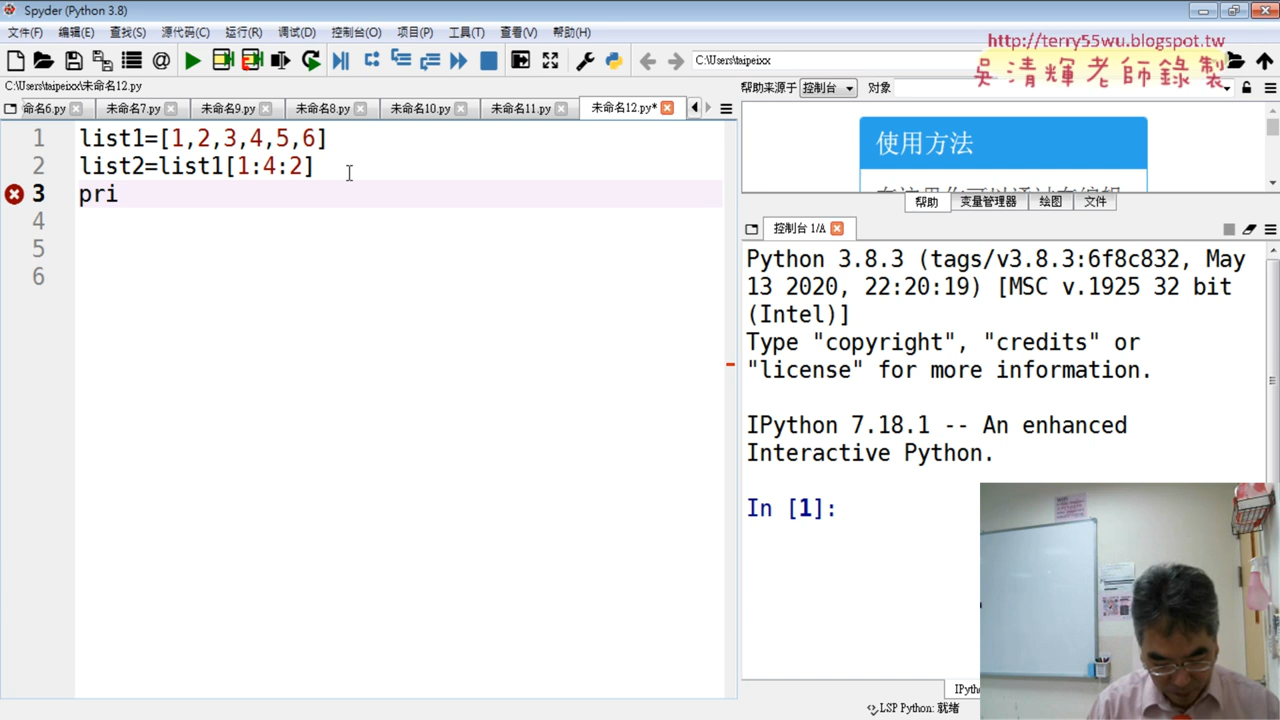 Spyder (Python 3.8)
文件(F) 编辑(E) 查找(S) 源代码(C) 运行(R) 调试(D) 控制台(O) 项目(P) 工具(T) 查看(V) 帮助(H)
http://terry55wu.blogspot.tw
吳清輝老師錄製
C:\Users\taipeixx
C:\Users\taipeixx\未命名12.py
命名6.py 未命名7.py 未命名9.py 未命名8.py 未命名10.py 未命名11.py 未命名12.py*
帮助来源于 控制台 对象
1 list1=[1,2,3,4,5,6]
2 list2=list1[1:4:2]
3 pri
4
5
6
使用方法
帮助 变量管理器 绘图 文件
控制台 1/A
Python 3.8.3 (tags/v3.8.3:6f8c832, May
13 2020, 22:20:19) [MSC v.1925 32 bit
(Intel)]
Type "copyright", "credits" or
"license" for more information.
IPython 7.18.1 -- An enhanced
Interactive Python.
In [1]:
IPyth
LSP Python: 就绪